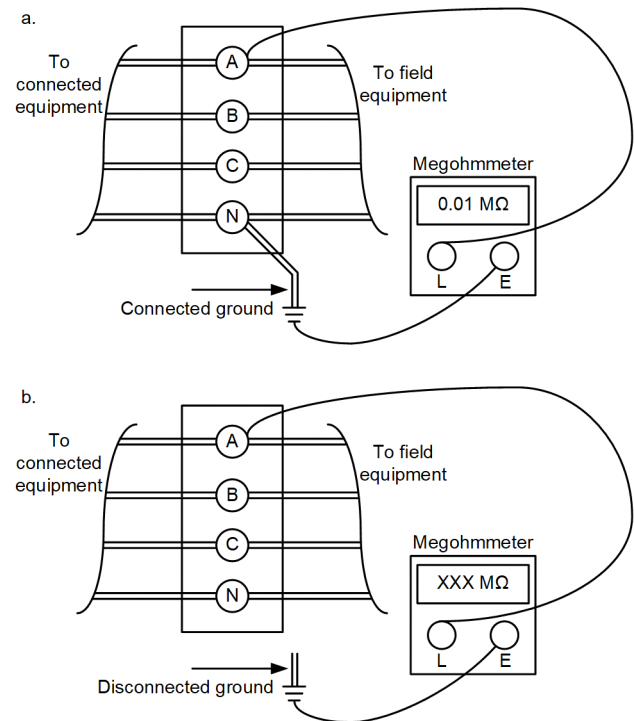 a.
To
connected
equipment
A
B
C
N
To field
equipment
Megohmmeter
0.01 MΩ
L E
Connected ground
b.
To
connected
equipment
A
B
C
N
To field
equipment
Megohmmeter
XXX MΩ
L E
Disconnected ground